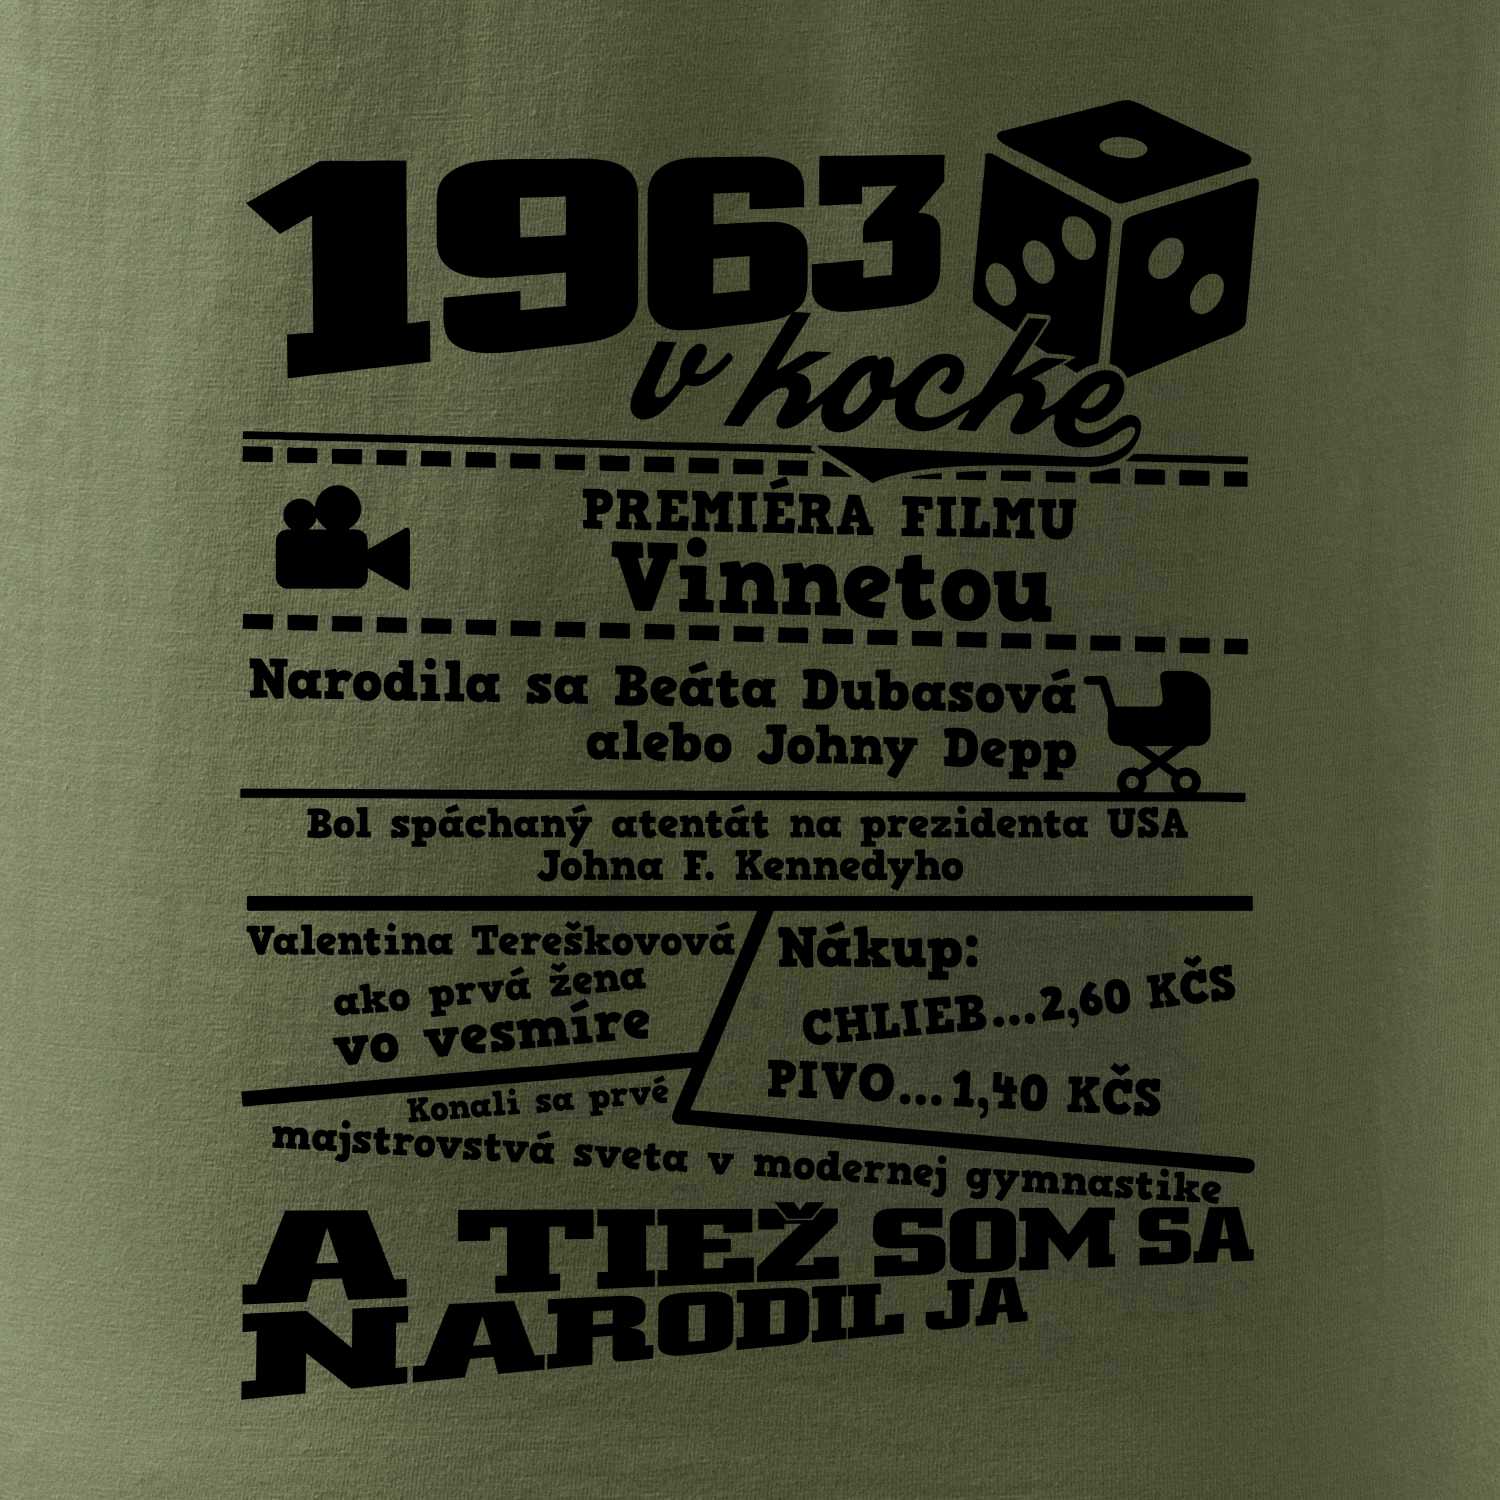 1963
v kocke
PREMIÉRA FILMU
Vinnetou
Narodila sa Beáta Dubasová
alebo Johny Depp
Bol spáchaný atentát na prezidenta USA
Johna F. Kennedyho
Valentina Tereškovová
ako prvá žena
vo vesmíre
Nákup:
CHLIEB...2,60 KČS
PIVO...1,40 KČS
Konali sa prvé
majstrovstvá sveta v modernej gymnastike
A TIEŽ SOM SA
NARODIL JA